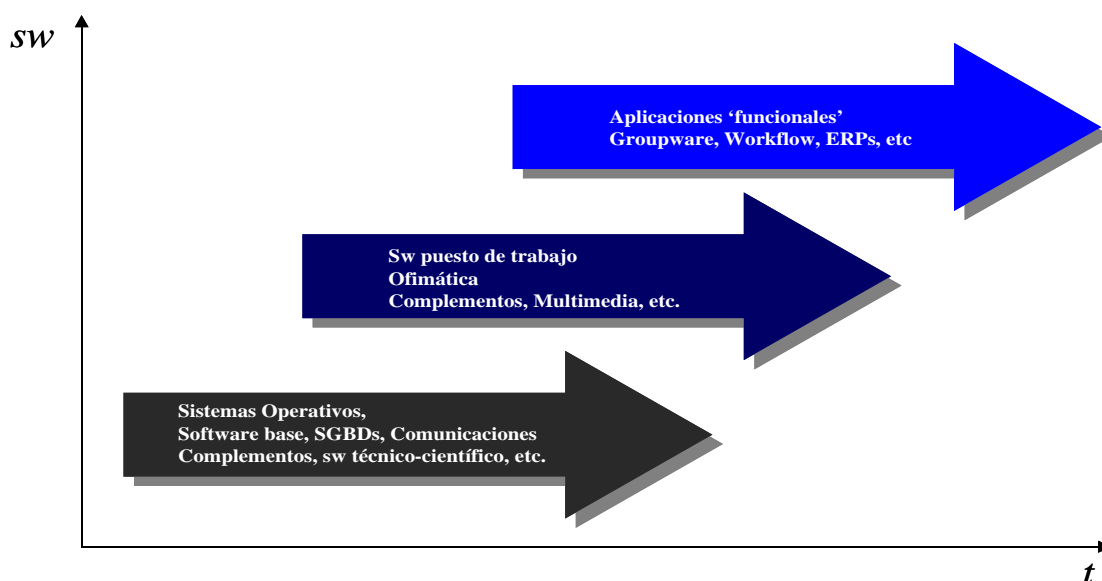 sw
Aplicaciones ‘funcionales’
Groupware, Workflow, ERPs, etc
Sw puesto de trabajo
Ofimática
Complementos, Multimedia, etc.
Sistemas Operativos,
Software base, SGBDs, Comunicaciones
Complementos, sw técnico-científico, etc.
t